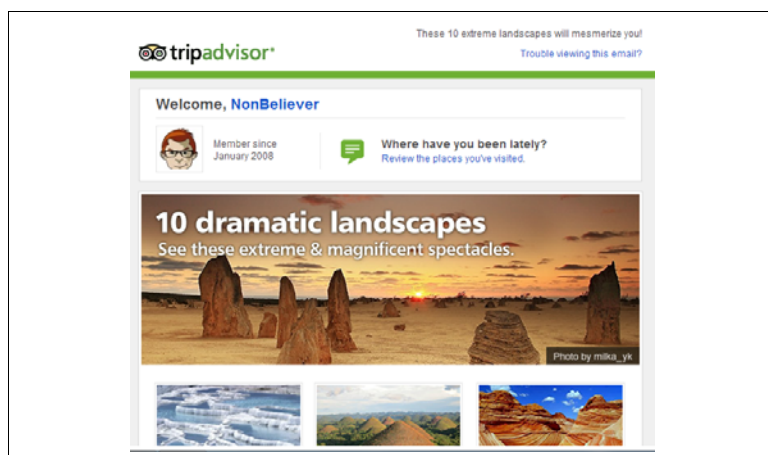 These 10 extreme landscapes will mesmerize you!
tripadvisor
Trouble viewing this email?
Welcome, NonBeliever
Member since
January 2008
Where have you been lately?
Review the places you've visited.
10 dramatic landscapes
See these extreme & magnificent spectacles.
Photo by milka_yk